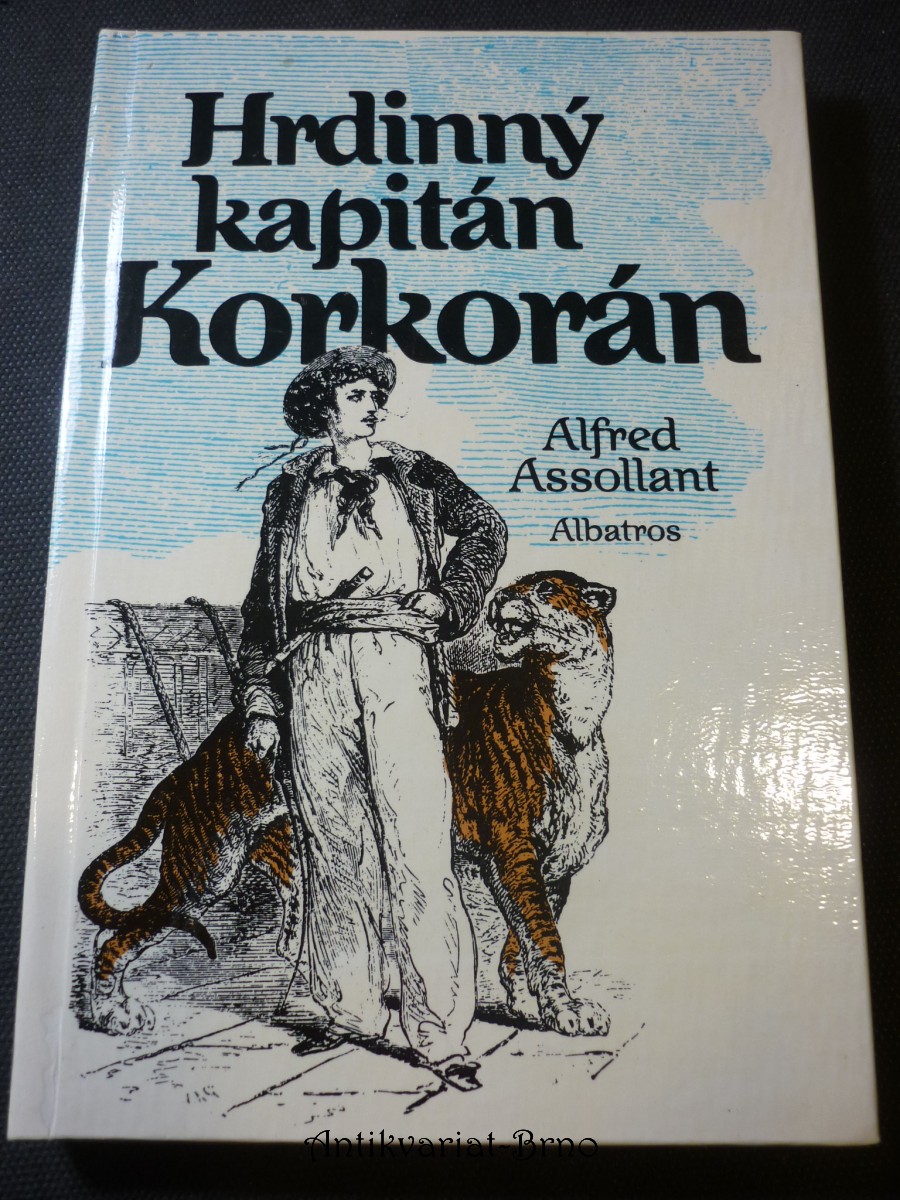 Hrdinný
kapitán
Korkorán
Alfred
Assollant
Albatros
Antikvariat-Brno